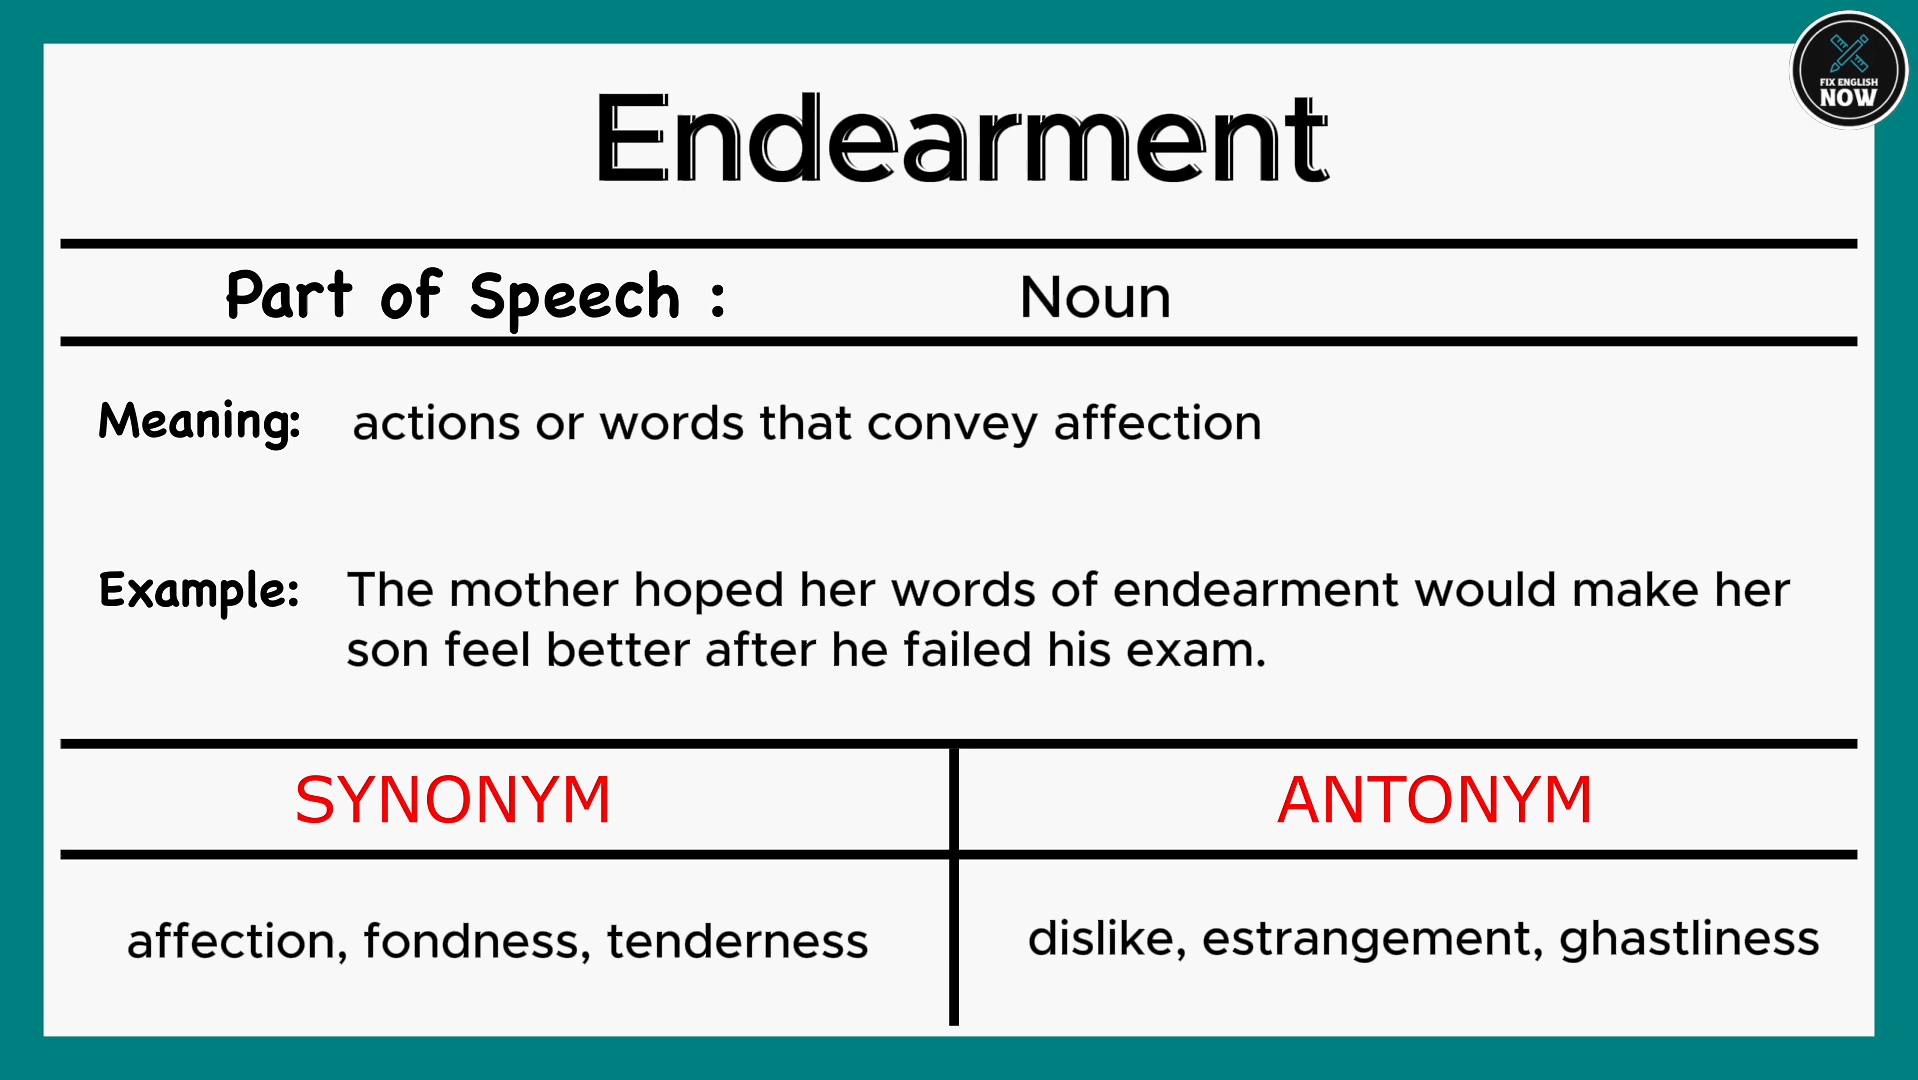 FIX ENGLISH
NOW
Endearment
Part of Speech : Noun
Meaning: actions or words that convey affection
Example: The mother hoped her words of endearment would make her
son feel better after he failed his exam.
SYNONYM ANTONYM
affection, fondness, tenderness dislike, estrangement, ghastliness